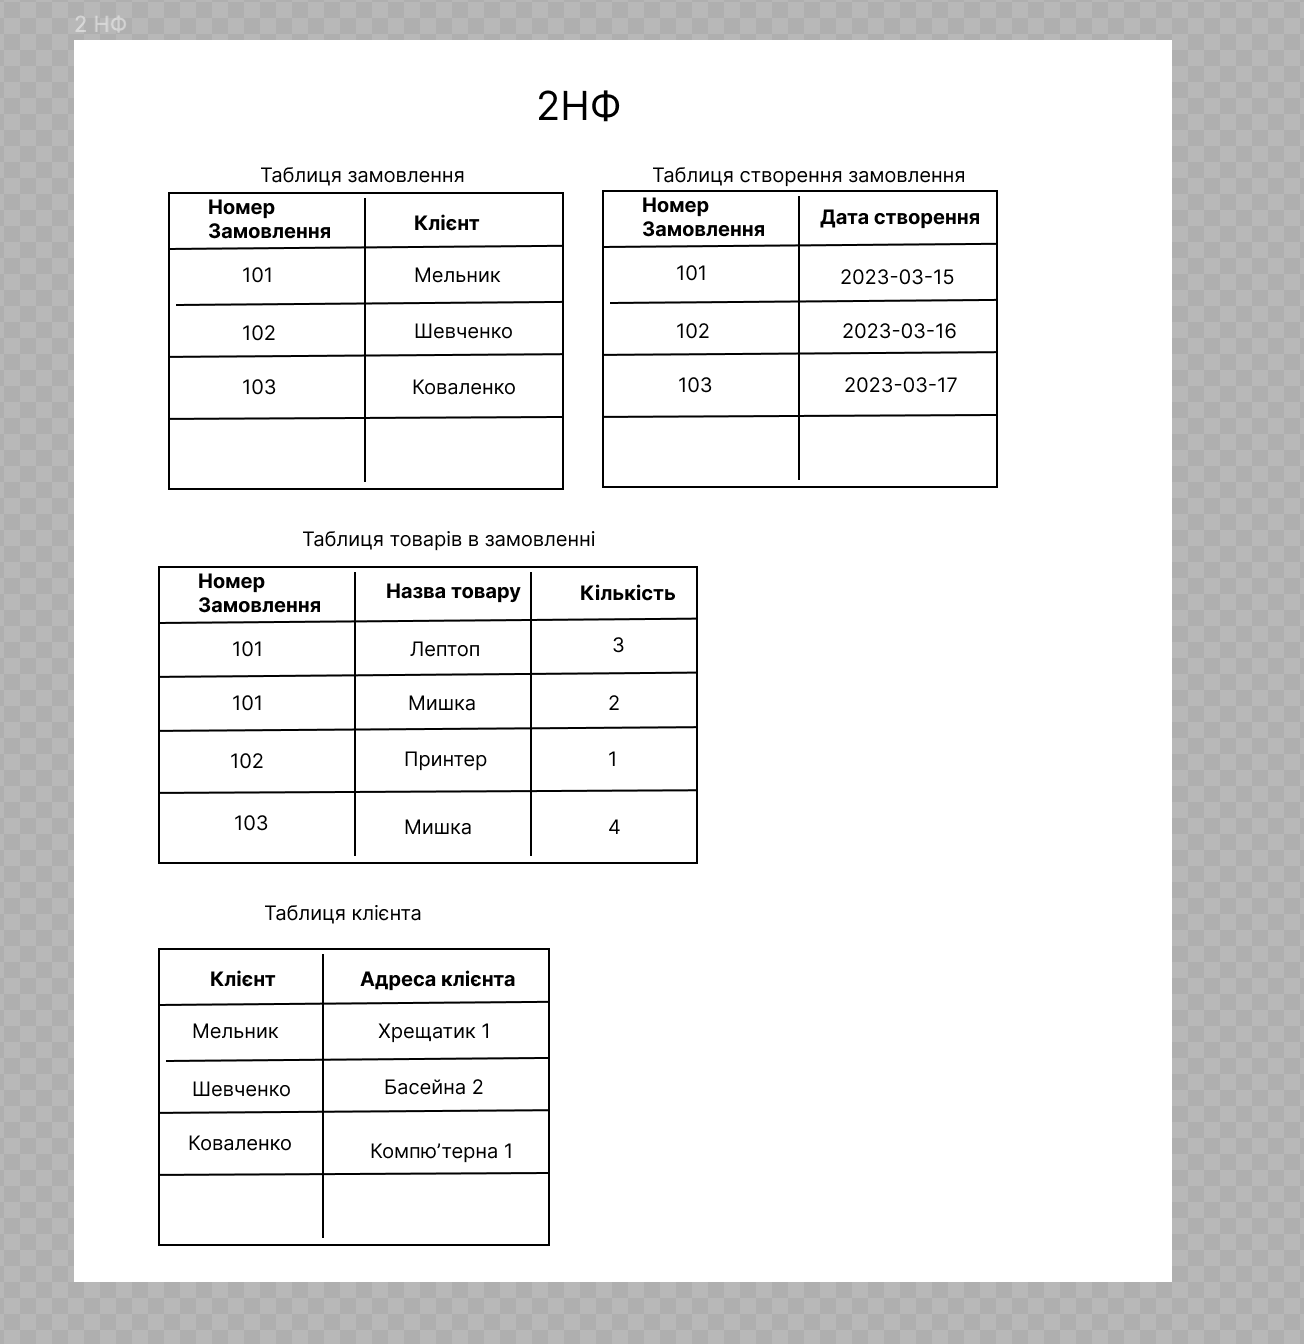 2 НФ
2НФ
Таблиця замовлення
Номер
Замовлення
Клієнт
101
Мельник
102
Шевченко
103
Коваленко
Таблиця створення замовлення
Номер
Замовлення
Дата створення
101
2023-03-15
102
2023-03-16
103
2023-03-17
Таблиця товарів в замовленні
Номер
Замовлення
Назва товару
Кількість
101
Лептоп
3
101
Мишка
2
102
Принтер
1
103
Мишка
4
Таблиця клієнта
Клієнт
Адреса клієнта
Мельник
Хрещатик 1
Шевченко
Басейна 2
Коваленко
Компю’терна 1